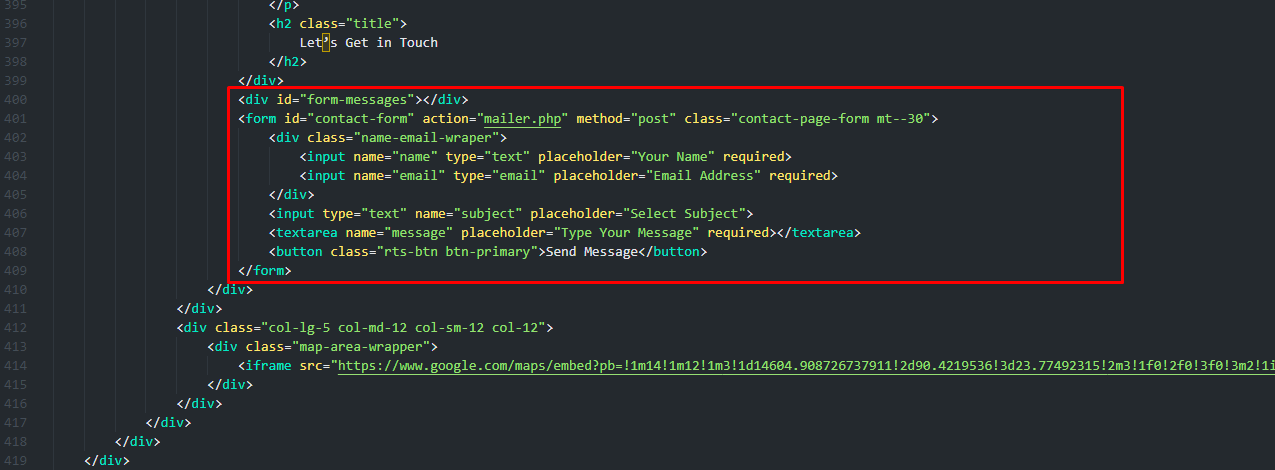 395 </p>
396 <h2 class="title">
397 Let’s Get in Touch
398 </h2>
399 </div>
400 <div id="form-messages"></div>
401 <form id="contact-form" action="mailer.php" method="post" class="contact-page-form mt--30">
402 <div class="name-email-wraper">
403 <input name="name" type="text" placeholder="Your Name" required>
404 <input name="email" type="email" placeholder="Email Address" required>
405 </div>
406 <input type="text" name="subject" placeholder="Select Subject">
407 <textarea name="message" placeholder="Type Your Message" required></textarea>
408 <button class="rts-btn btn-primary">Send Message</button>
409 </form>
410 </div>
411 </div>
412 <div class="col-lg-5 col-md-12 col-sm-12 col-12">
413 <div class="map-area-wrapper">
414 <iframe src="https://www.google.com/maps/embed?pb=!1m14!1m12!1m3!1d14604.908726737911!2d90.4219536!3d23.77492315!2m3!1f0!2f0!3f0!3m2!1i
415 </div>
416 </div>
417 </div>
418 </div>
419 </div>